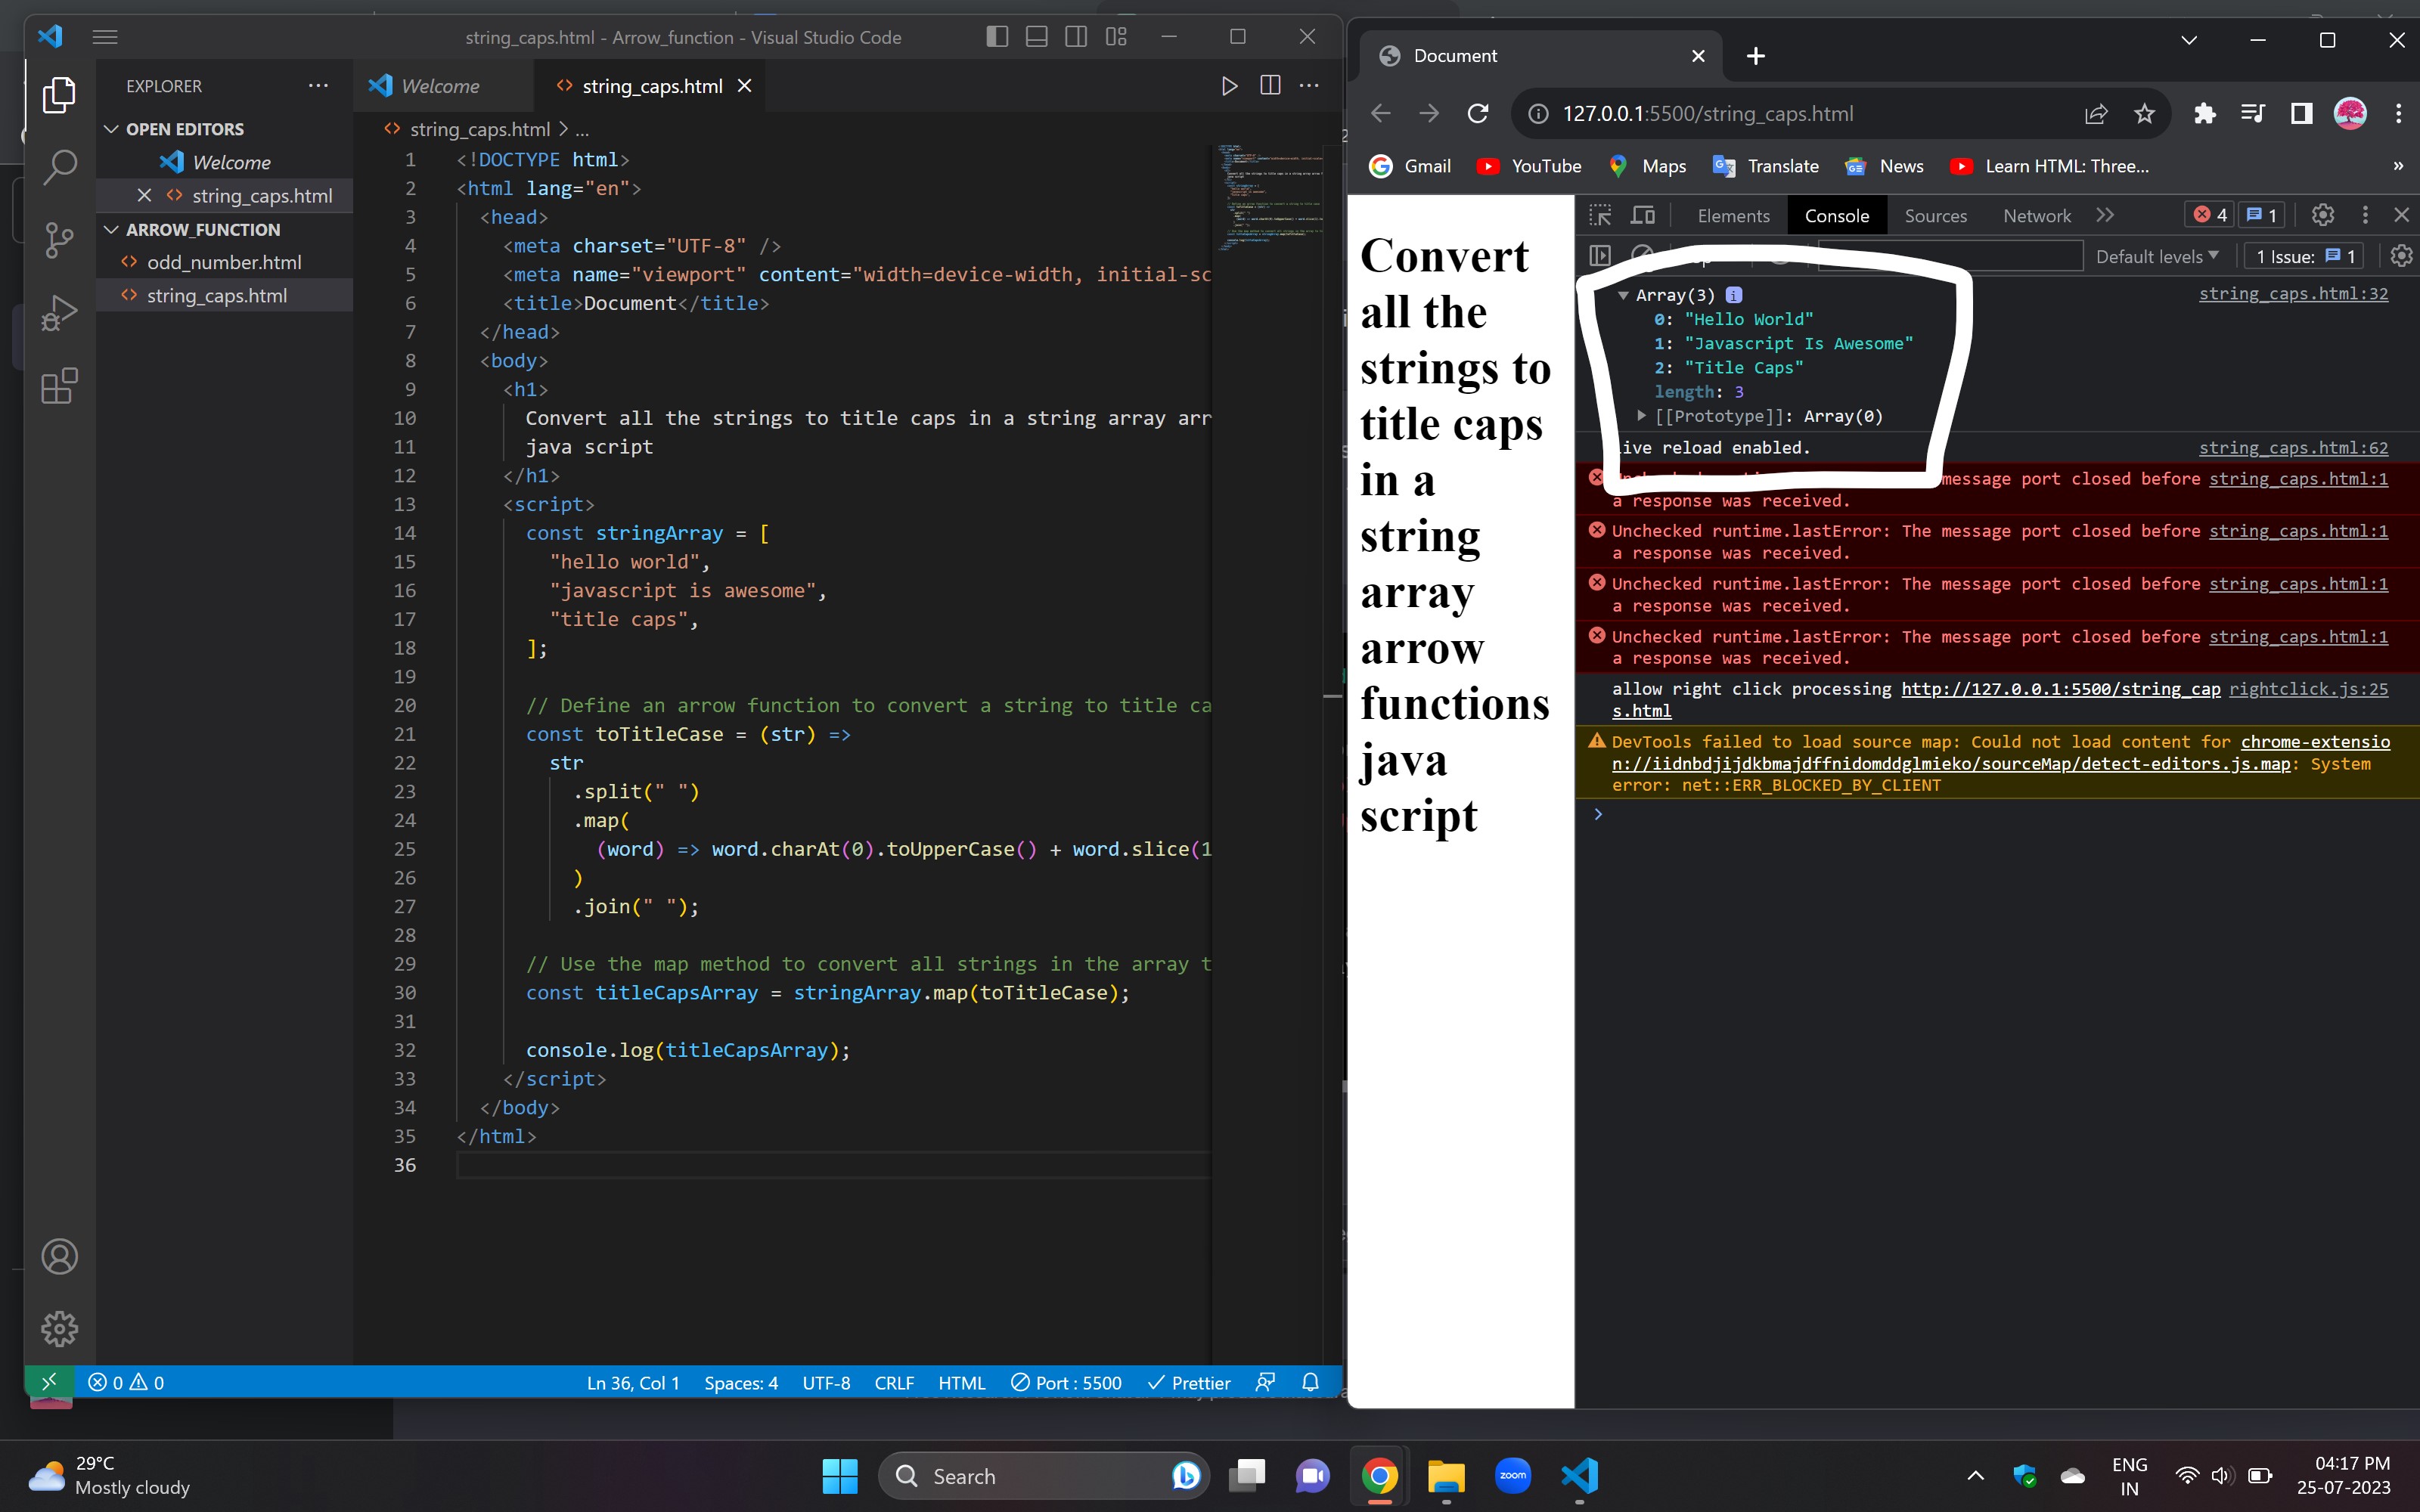 string_caps.html - Arrow_function - Visual Studio Code
EXPLORER
OPEN EDITORS
Welcome
string_caps.html
ARROW_FUNCTION
odd_number.html
string_caps.html
Welcome
string_caps.html
string_caps.html > ...
1 <!DOCTYPE html>
2 <html lang="en">
3 <head>
4 <meta charset="UTF-8" />
5 <meta name="viewport" content="width=device-width, initial-sc
6 <title>Document</title>
7 </head>
8 <body>
9 <h1>
10 Convert all the strings to title caps in a string array arr
11 java script
12 </h1>
13 <script>
14 const stringArray = [
15 "hello world",
16 "javascript is awesome",
17 "title caps",
18 ];
19
20 // Define an arrow function to convert a string to title ca
21 const toTitleCase = (str) =>
22 str
23 .split(" ")
24 .map(
25 (word) => word.charAt(0).toUpperCase() + word.slice(1
26 )
27 .join(" ");
28
29 // Use the map method to convert all strings in the array t
30 const titleCapsArray = stringArray.map(toTitleCase);
31
32 console.log(titleCapsArray);
33 </script>
34 </body>
35 </html>
36
0 0
Ln 36, Col 1 Spaces: 4 UTF-8 CRLF HTML Port : 5500 Prettier
Document
127.0.0.1:5500/string_caps.html
Gmail YouTube Maps Translate News Learn HTML: Three... »
Convert
all the
strings to
title caps
in a
string
array
arrow
functions
java
script
Elements Console Sources Network 4 1
Default levels 1 Issue: 1
Array(3) string_caps.html:32
0: "Hello World"
1: "Javascript Is Awesome"
2: "Title Caps"
length: 3
[[Prototype]]: Array(0)
ive reload enabled. string_caps.html:62
message port closed before string_caps.html:1
a response was received.
Unchecked runtime.lastError: The message port closed before string_caps.html:1
a response was received.
Unchecked runtime.lastError: The message port closed before string_caps.html:1
a response was received.
Unchecked runtime.lastError: The message port closed before string_caps.html:1
a response was received.
allow right click processing http://127.0.0.1:5500/string_cap rightclick.js:25
s.html
DevTools failed to load source map: Could not load content for chrome-extensio
n://iidnbdjijdkbmajdffnidomddglmieko/sourceMap/detect-editors.js.map: System
error: net::ERR_BLOCKED_BY_CLIENT
29°C
Mostly cloudy
Search
zoom
ENG
IN
04:17 PM
25-07-2023